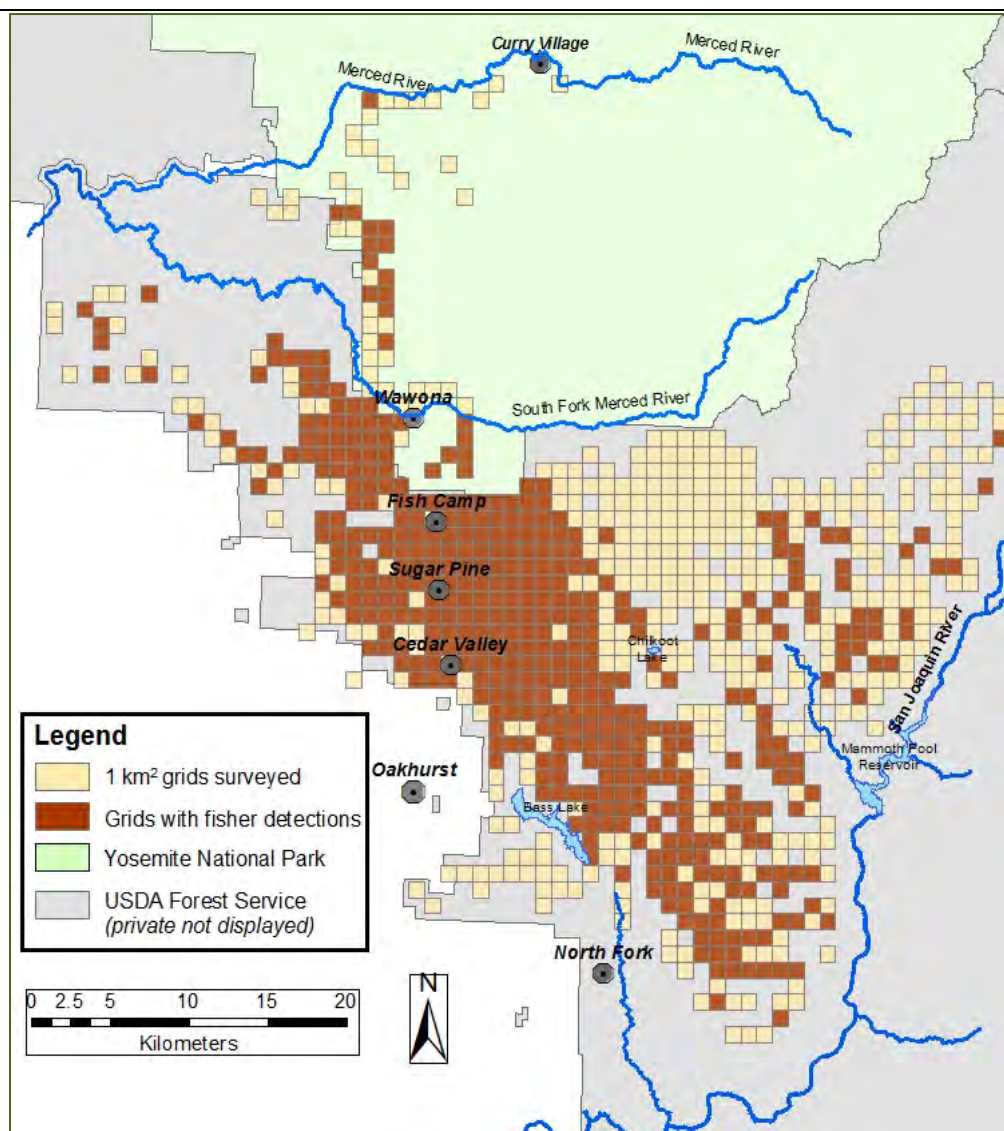 Curry Village
Merced River
Merced River
Wawona
South Fork Merced River
Fish Camp
Sugar Pine
Cedar Valley
Chilkoot
Lake
San Joaquin River
Mammoth Pool
Reservoir
Oakhurst
Bass Lake
North Fork
Legend
1 km² grids surveyed
Grids with fisher detections
Yosemite National Park
USDA Forest Service
(private not displayed)
0 2.5 5 10 15 20
Kilometers
N